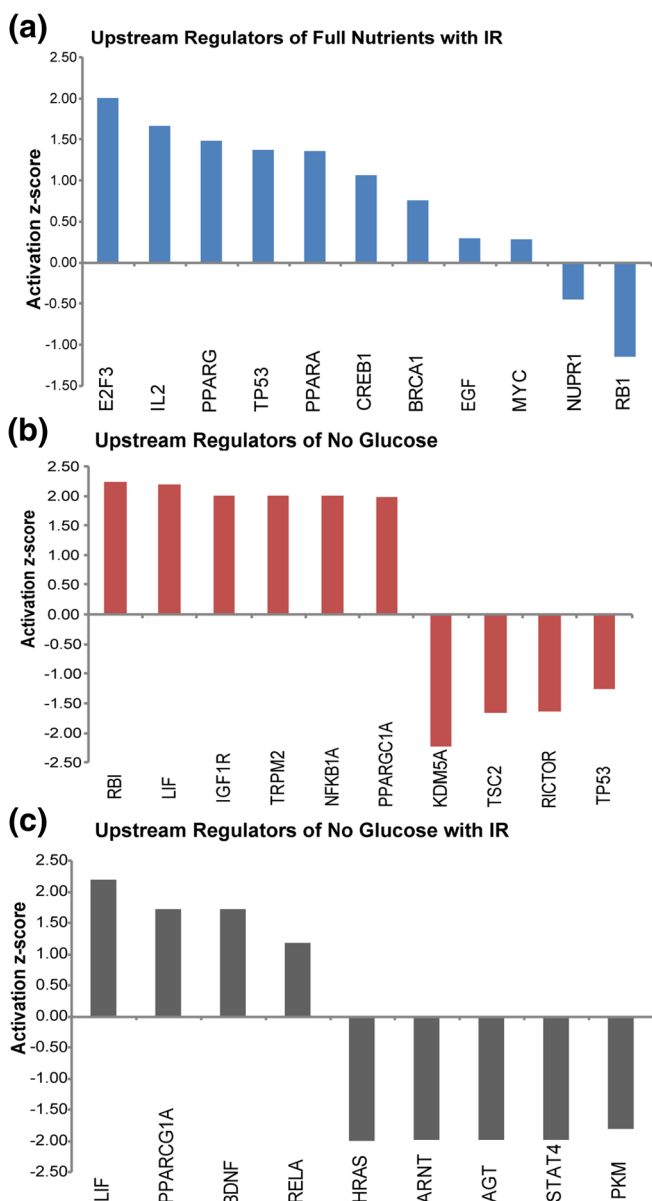 (a)
Upstream Regulators of Full Nutrients with IR
Activation z-score
2.50
2.00
1.50
1.00
0.50
0.00
-0.50
-1.00
-1.50
E2F3
IL2
PPARG
TP53
PPARA
CREB1
BRCA1
EGF
MYC
NUPR1
RB1
(b)
Upstream Regulators of No Glucose
Activation z-score
2.50
2.00
1.50
1.00
0.50
0.00
-0.50
-1.00
-1.50
-2.00
-2.50
RBI
LIF
IGF1R
TRPM2
NFKB1A
PPARGC1A
KDM5A
TSC2
RICTOR
TP53
(c)
Upstream Regulators of No Glucose with IR
Activation z-score
2.50
2.00
1.50
1.00
0.50
0.00
-0.50
-1.00
-1.50
-2.00
-2.50
LIF
PPARCG1A
BDNF
RELA
HRAS
ARNT
AGT
STAT4
PKM